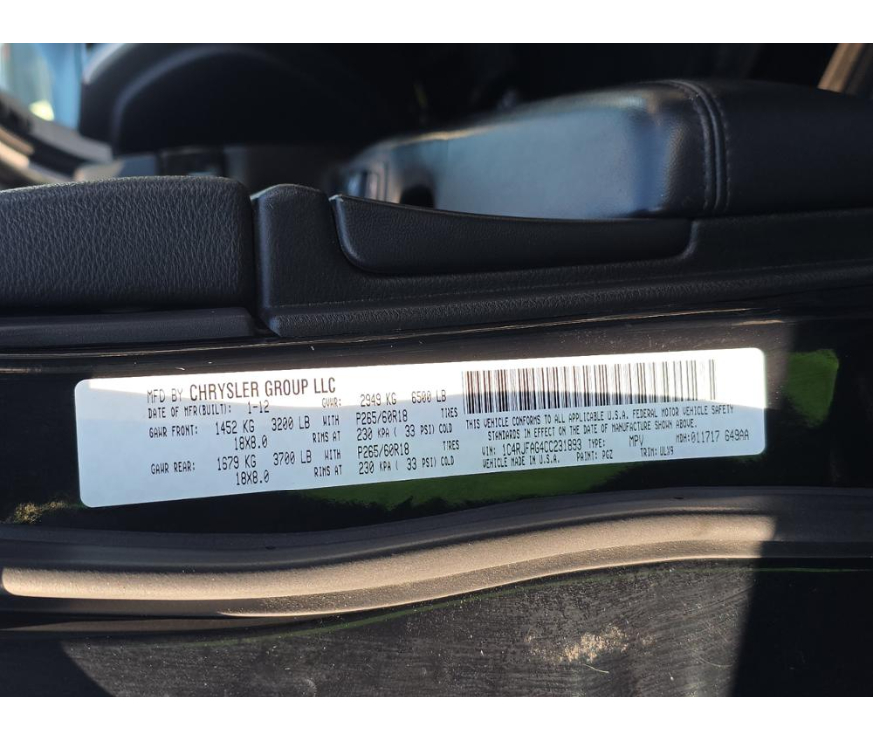 MFD BY CHRYSLER GROUP LLC
DATE OF MFR(BUILT): 1-12 GVWR: 2949 KG 6500 LB
GAWR FRONT: 1452 KG 3200 LB WITH P265/60R18 TIRES
18X8.0 RIMS AT 230 KPA ( 33 PSI) COLD
GAWR REAR: 1679 KG 3700 LB WITH P265/60R18 TIRES
18X8.0 RIMS AT 230 KPA ( 33 PSI) COLD
THIS VEHICLE CONFORMS TO ALL APPLICABLE U.S.A. FEDERAL MOTOR VEHICLE SAFETY
STANDARDS IN EFFECT ON THE DATE OF MANUFACTURE SHOWN ABOVE.
VIN: 1C4RJFAG4CC231893 TYPE: MPV MDH:011717 649AA
VEHICLE MADE IN U.S.A. PAINT: PGZ TRIM: